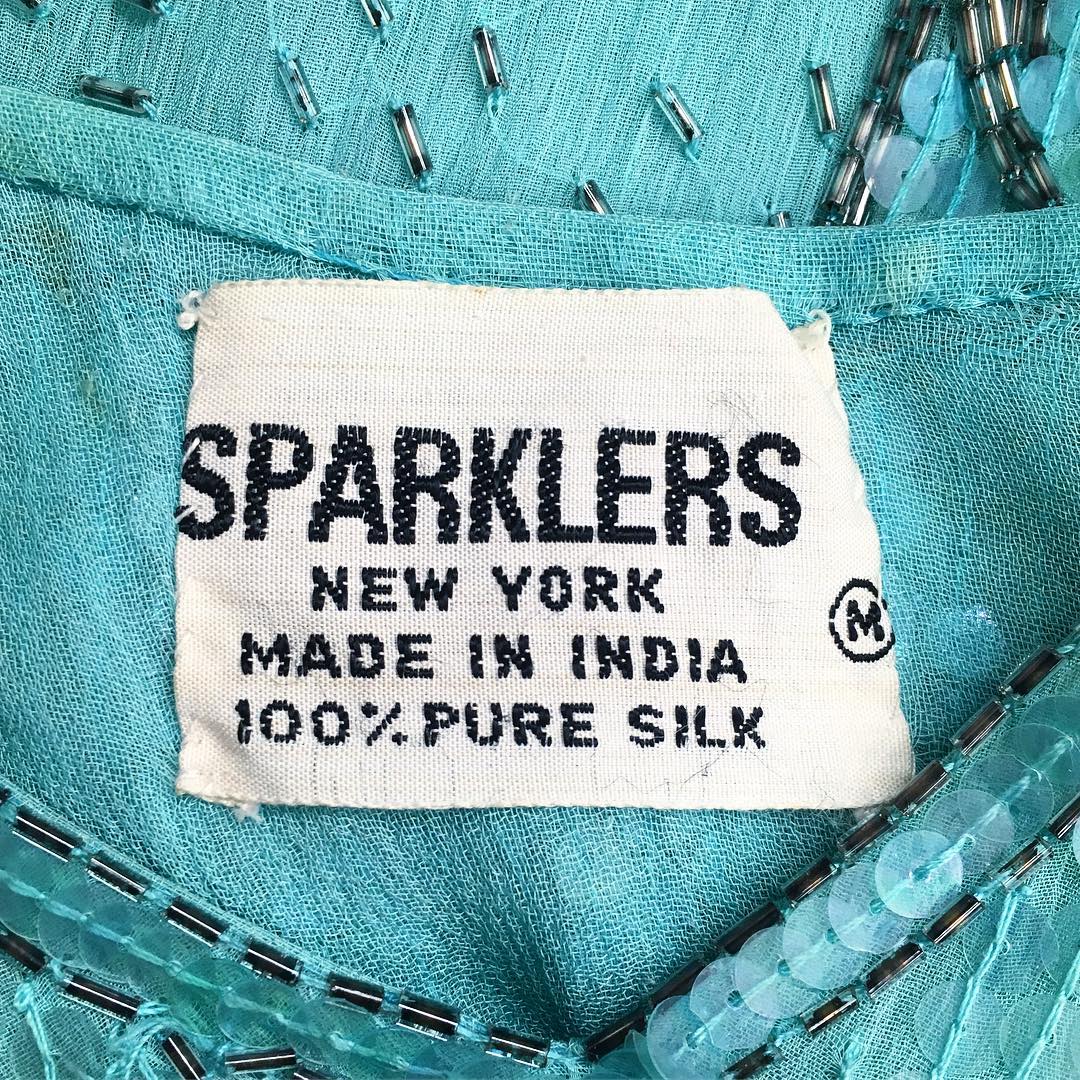 SPARKLERS
NEW YORK
M
MADE IN INDIA
100% PURE SILK